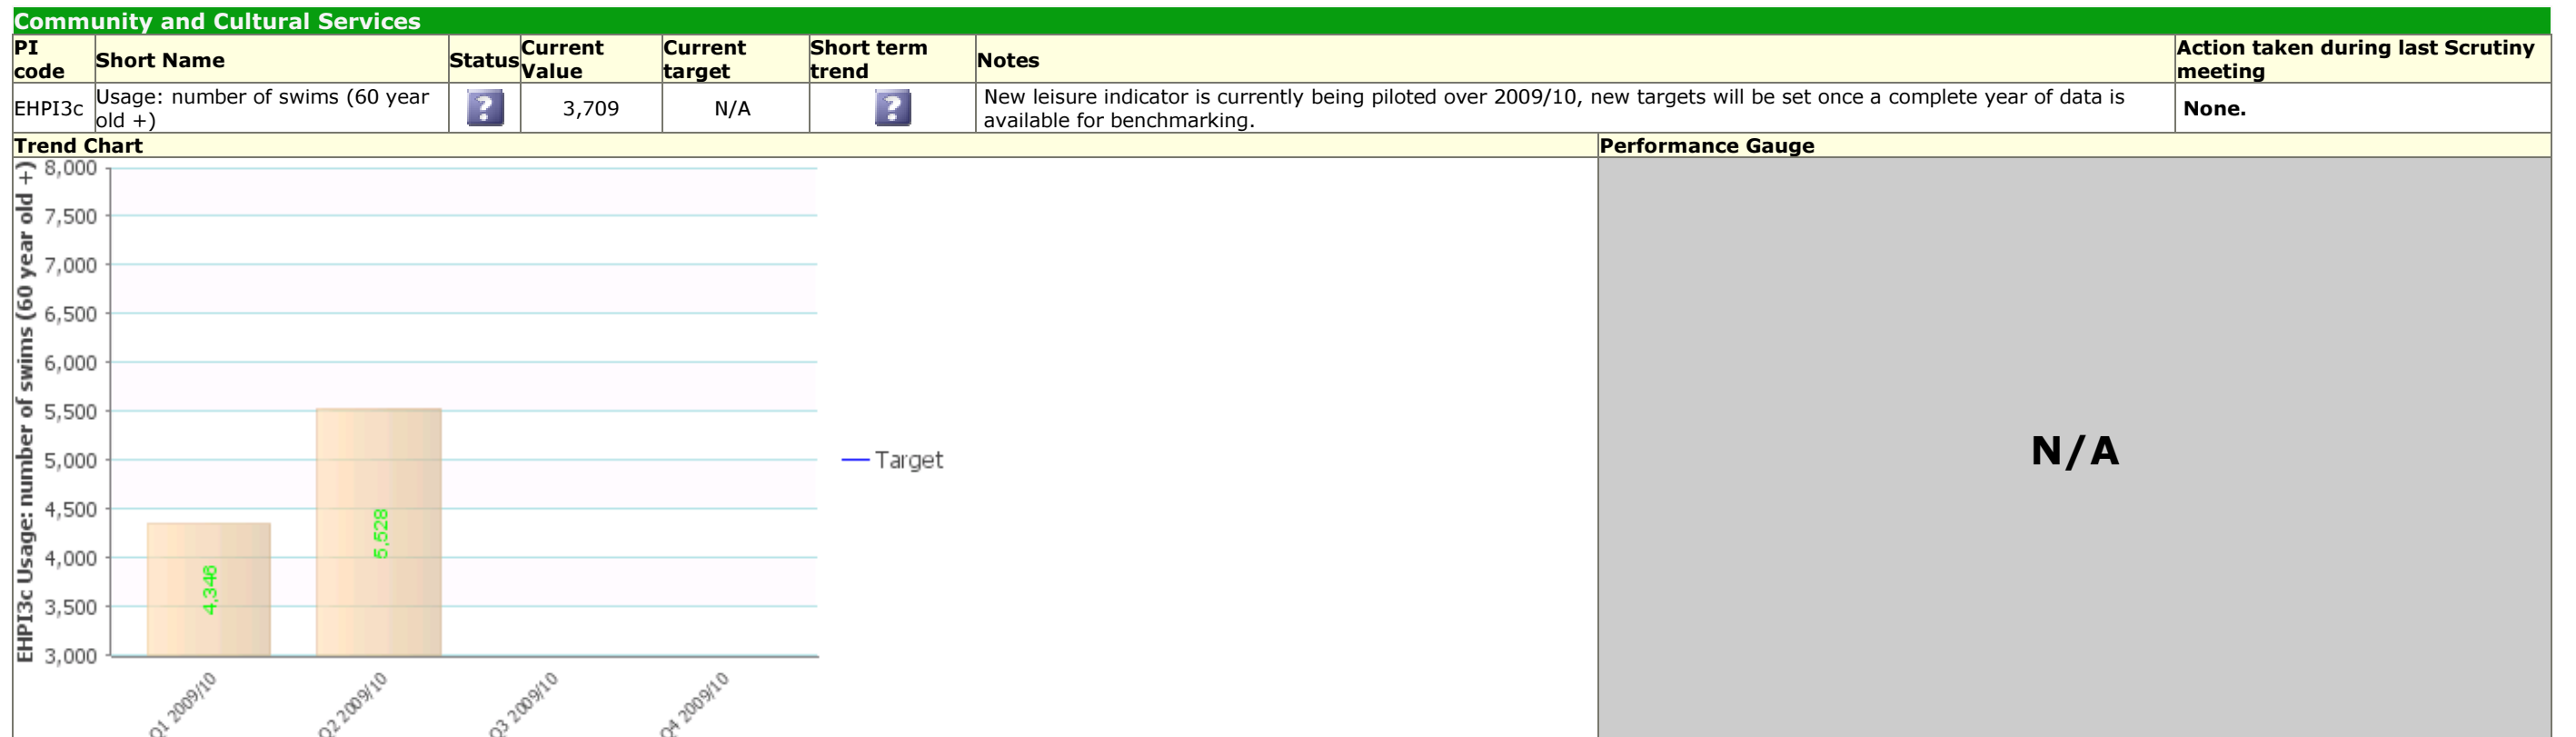 Community and Cultural Services
PI code
Short Name
Status
Current Value
Current target
Short term trend
Notes
Action taken during last Scrutiny meeting
EHPI3c
Usage: number of swims (60 year
old +)
?
3,709
N/A
?
New leisure indicator is currently being piloted over 2009/10, new targets will be set once a complete year of data is
available for benchmarking.
None.
Trend Chart
Performance Gauge
EHPI3c Usage: number of swims (60 year old +)
8,000
7,500
7,000
6,500
6,000
5,500
5,000
4,500
4,000
3,500
3,000
4,346
5,528
Q1 2009/10
Q2 2009/10
Q3 2009/10
Q4 2009/10
Target
N/A